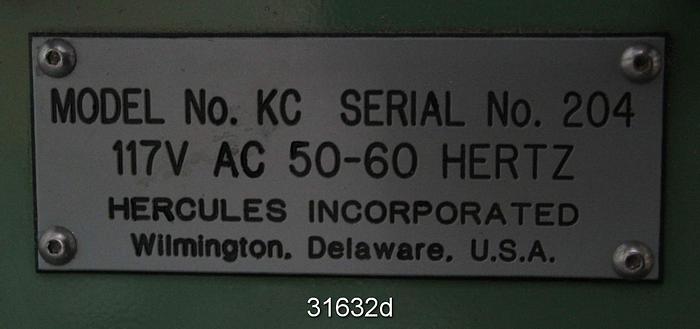 MODEL No. KC SERIAL No. 204
117V AC 50-60 HERTZ
HERCULES INCORPORATED
Wilmington, Delaware, U.S.A.
31632d